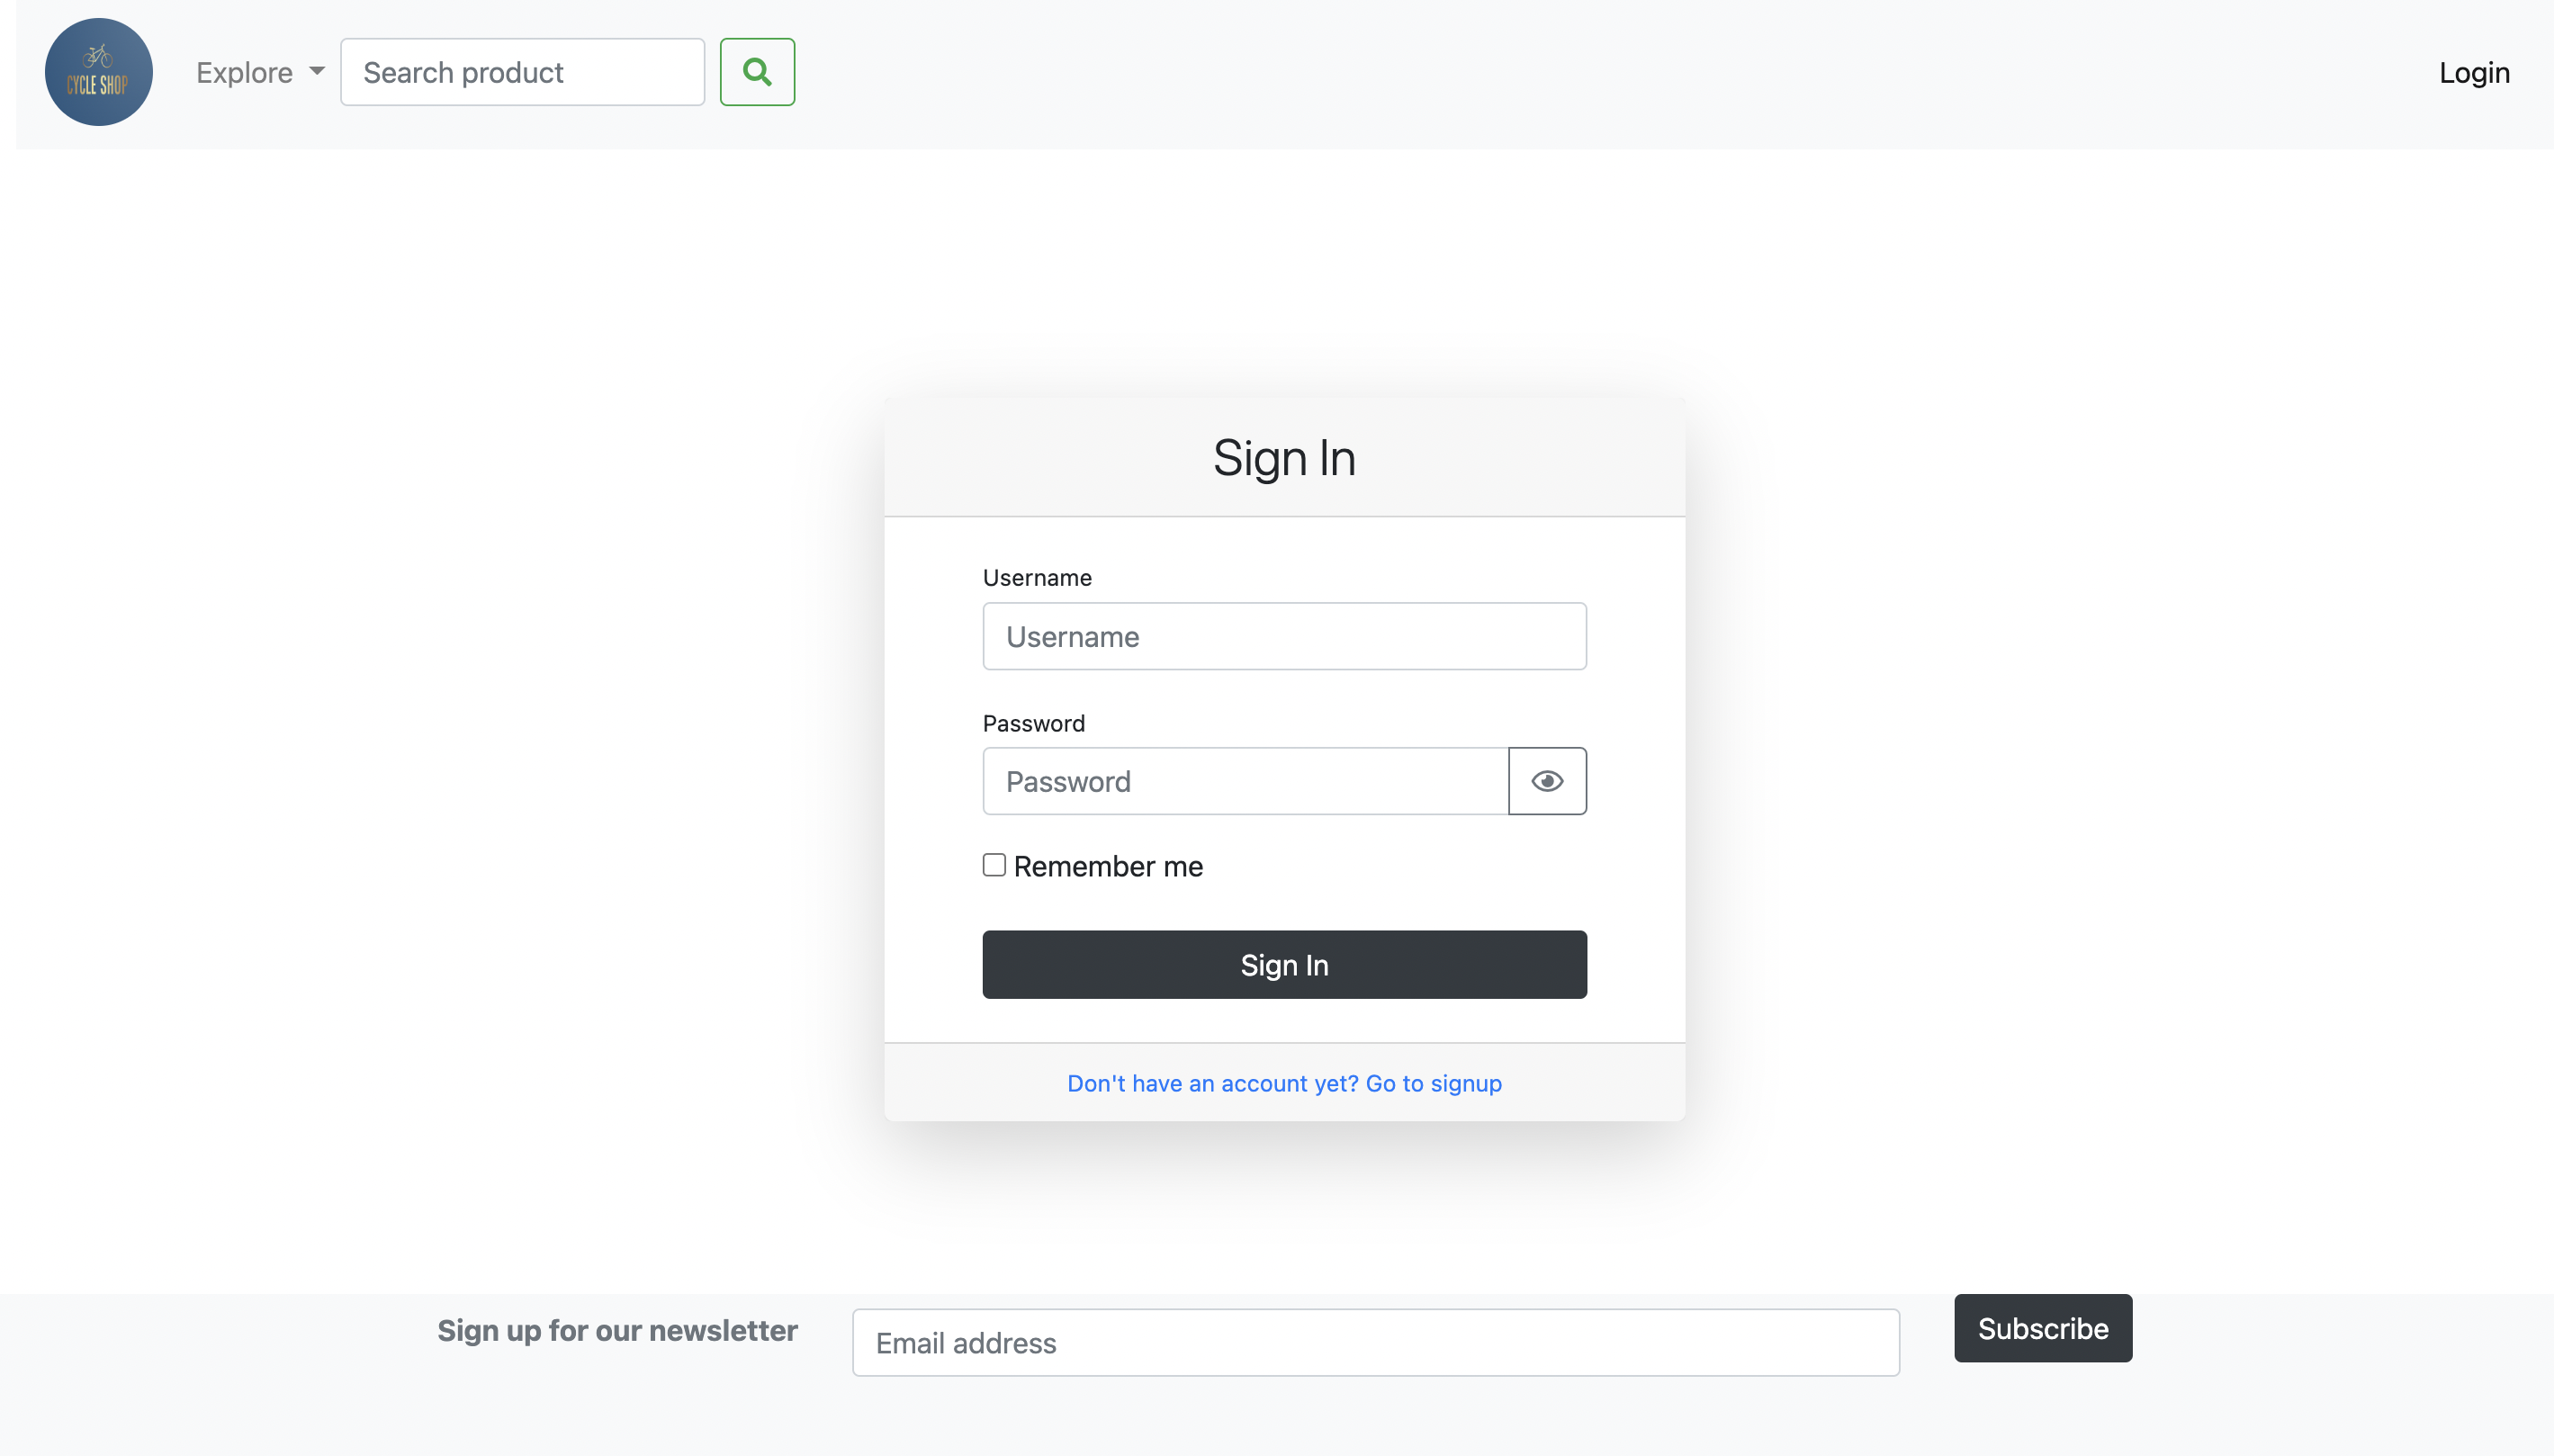 CYCLE SHOP
Explore
Search product
Login
Sign In
Username
Username
Password
Password
Remember me
Sign In
Don't have an account yet? Go to signup
Sign up for our newsletter
Email address
Subscribe